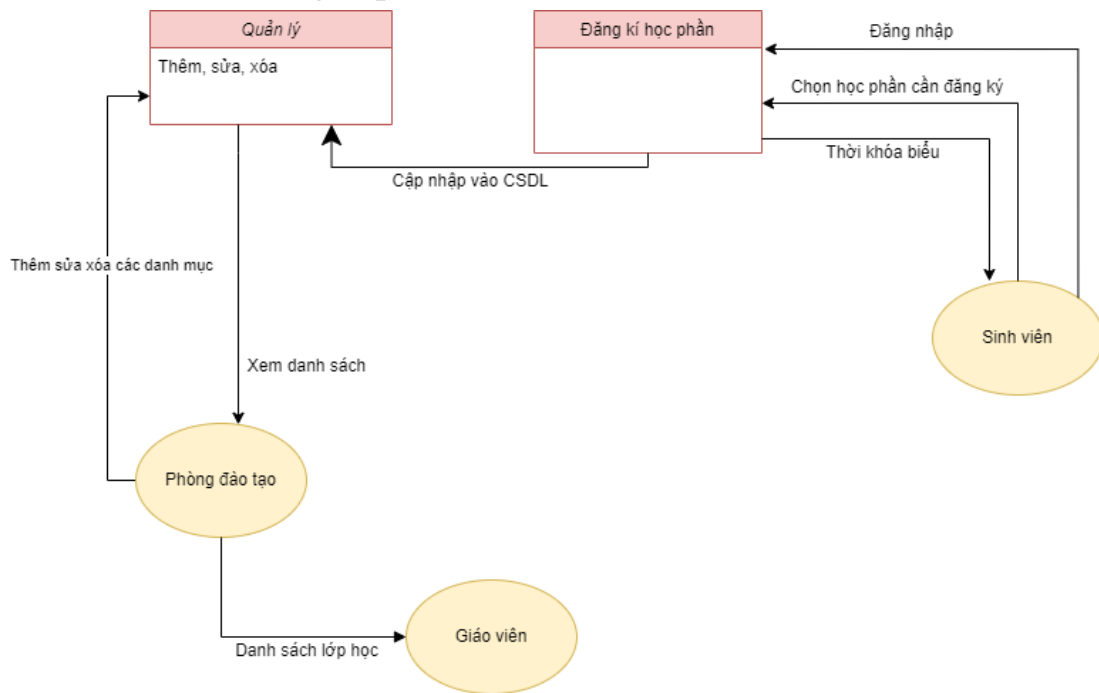 Quản lý
Đăng kí học phần
Đăng nhập
Thêm, sửa, xóa
Chọn học phần cần đăng ký
Thời khóa biểu
Cập nhập vào CSDL
Thêm sửa xóa các danh mục
Sinh viên
Xem danh sách
Phòng đào tạo
Giáo viên
Danh sách lớp học